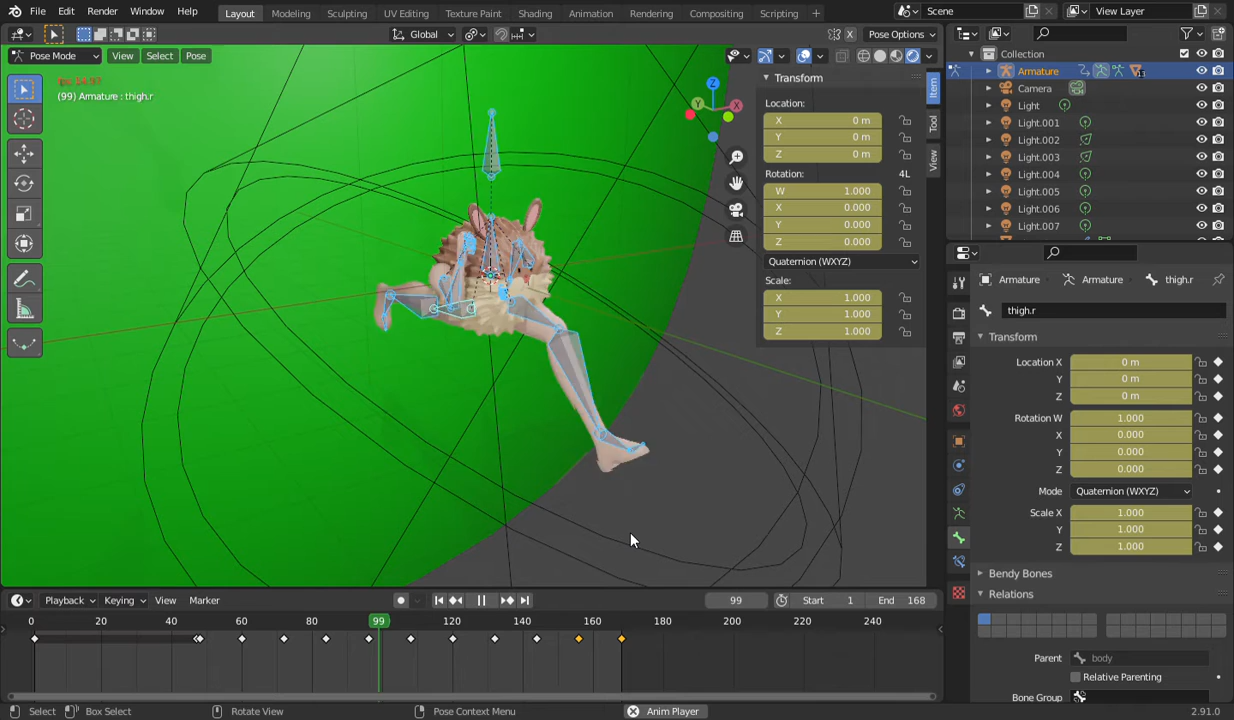 File Edit Render Window Help Layout Modeling Sculpting UV Editing Texture Paint Shading Animation Rendering Compositing Scripting + Scene View Layer
Global Pose Options
Pose Mode View Select Pose
(99) Armature : thigh.r
Z
Y
X
Item
Tool
View
Transform
Location:
X 0 m
Y 0 m
Z 0 m
Rotation: 4L
W 1.000
X 0.000
Y 0.000
Z 0.000
Quaternion (WXYZ)
Scale:
X 1.000
Y 1.000
Z 1.000
Collection
Armature 13
Camera
Light
Light.001
Light.002
Light.003
Light.004
Light.005
Light.006
Light.007
Armature Armature thigh.r
thigh.r
Transform
Location X 0 m
Y 0 m
Z 0 m
Rotation W 1.000
X 0.000
Y 0.000
Z 0.000
Mode Quaternion (WXYZ)
Scale X 1.000
Y 1.000
Z 1.000
Bendy Bones
Relations
Parent body
Relative Parenting
Bone Group
Playback Keying View Marker 99 Start 1 End 168
0 20 40 60 80 99 120 140 160 180 200 220 240
Select Box Select Rotate View Pose Context Menu Anim Player 2.91.0